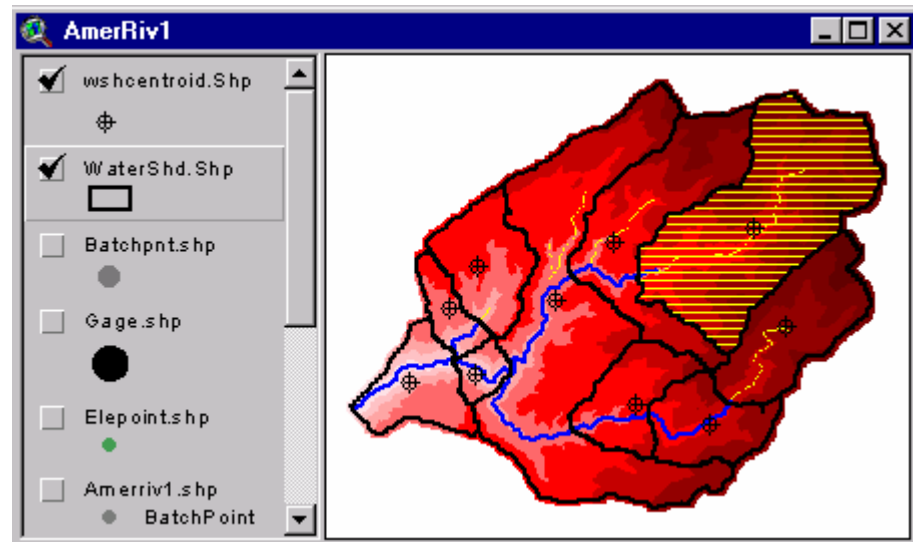 AmerRiv1
wshcentroid.Shp
WaterShd.Shp
Batchpnt.shp
Gage.shp
Elepoint.shp
Amerriv1.shp
BatchPoint